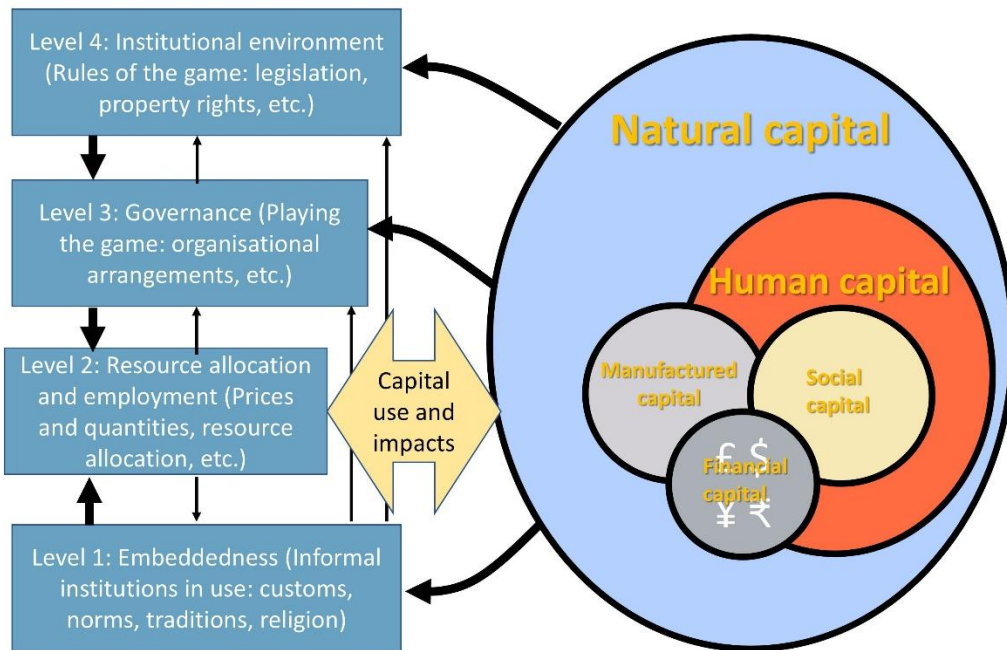 Level 4: Institutional environment
(Rules of the game: legislation,
property rights, etc.)
Level 3: Governance (Playing
the game: organisational
arrangements, etc.)
Level 2: Resource allocation
and employment (Prices
and quantities, resource
allocation, etc.)
Level 1: Embeddedness (Informal
institutions in use: customs,
norms, traditions, religion)
Capital
use and
impacts
Natural capital
Human capital
Manufactured
capital
Social
capital
£ $
Financial
capital
¥ ₹